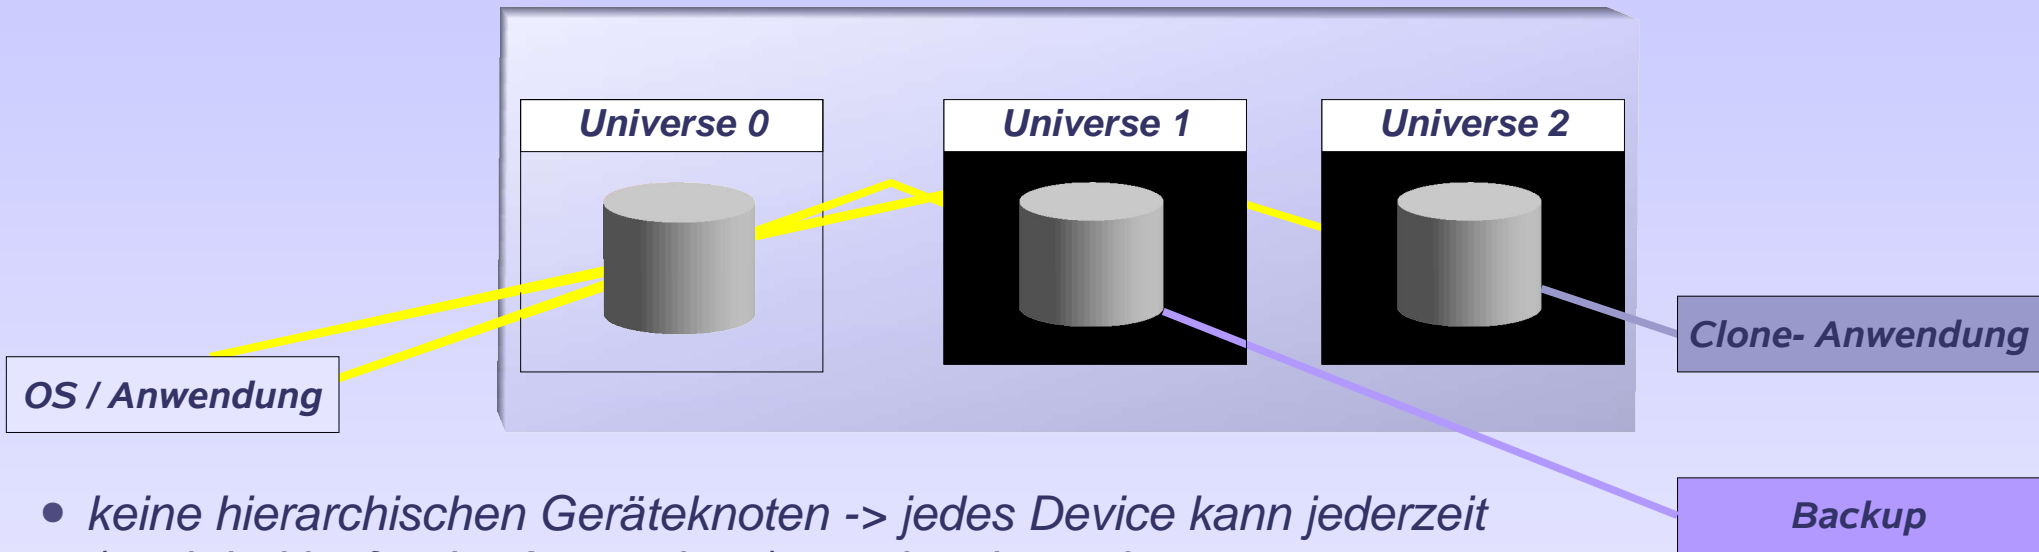 Universe 0
Universe 1
Universe 2
Clone- Anwendung
OS / Anwendung
Backup
• keine hierarchischen Geräteknoten -> jedes Device kann jederzeit